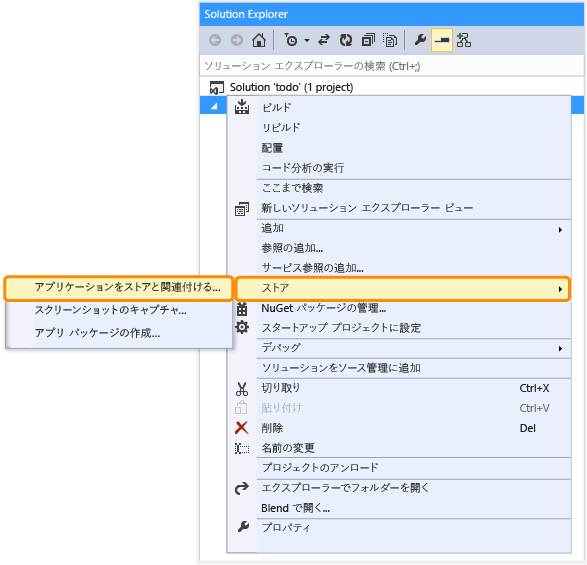 Solution Explorer
ソリューション エクスプローラーの検索 (Ctrl+;)
Solution 'todo' (1 project)
ビルド
リビルド
配置
コード分析の実行
ここまで検索
新しいソリューション エクスプローラー ビュー
追加
参照の追加...
サービス参照の追加...
ストア
アプリケーションをストアと関連付ける...
スクリーンショットのキャプチャ...
アプリ パッケージの作成...
NuGet パッケージの管理...
スタートアップ プロジェクトに設定
デバッグ
ソリューションをソース管理に追加
切り取り Ctrl+X
貼り付け Ctrl+V
削除 Del
名前の変更
プロジェクトのアンロード
エクスプローラーでフォルダーを開く
Blend で開く...
プロパティ